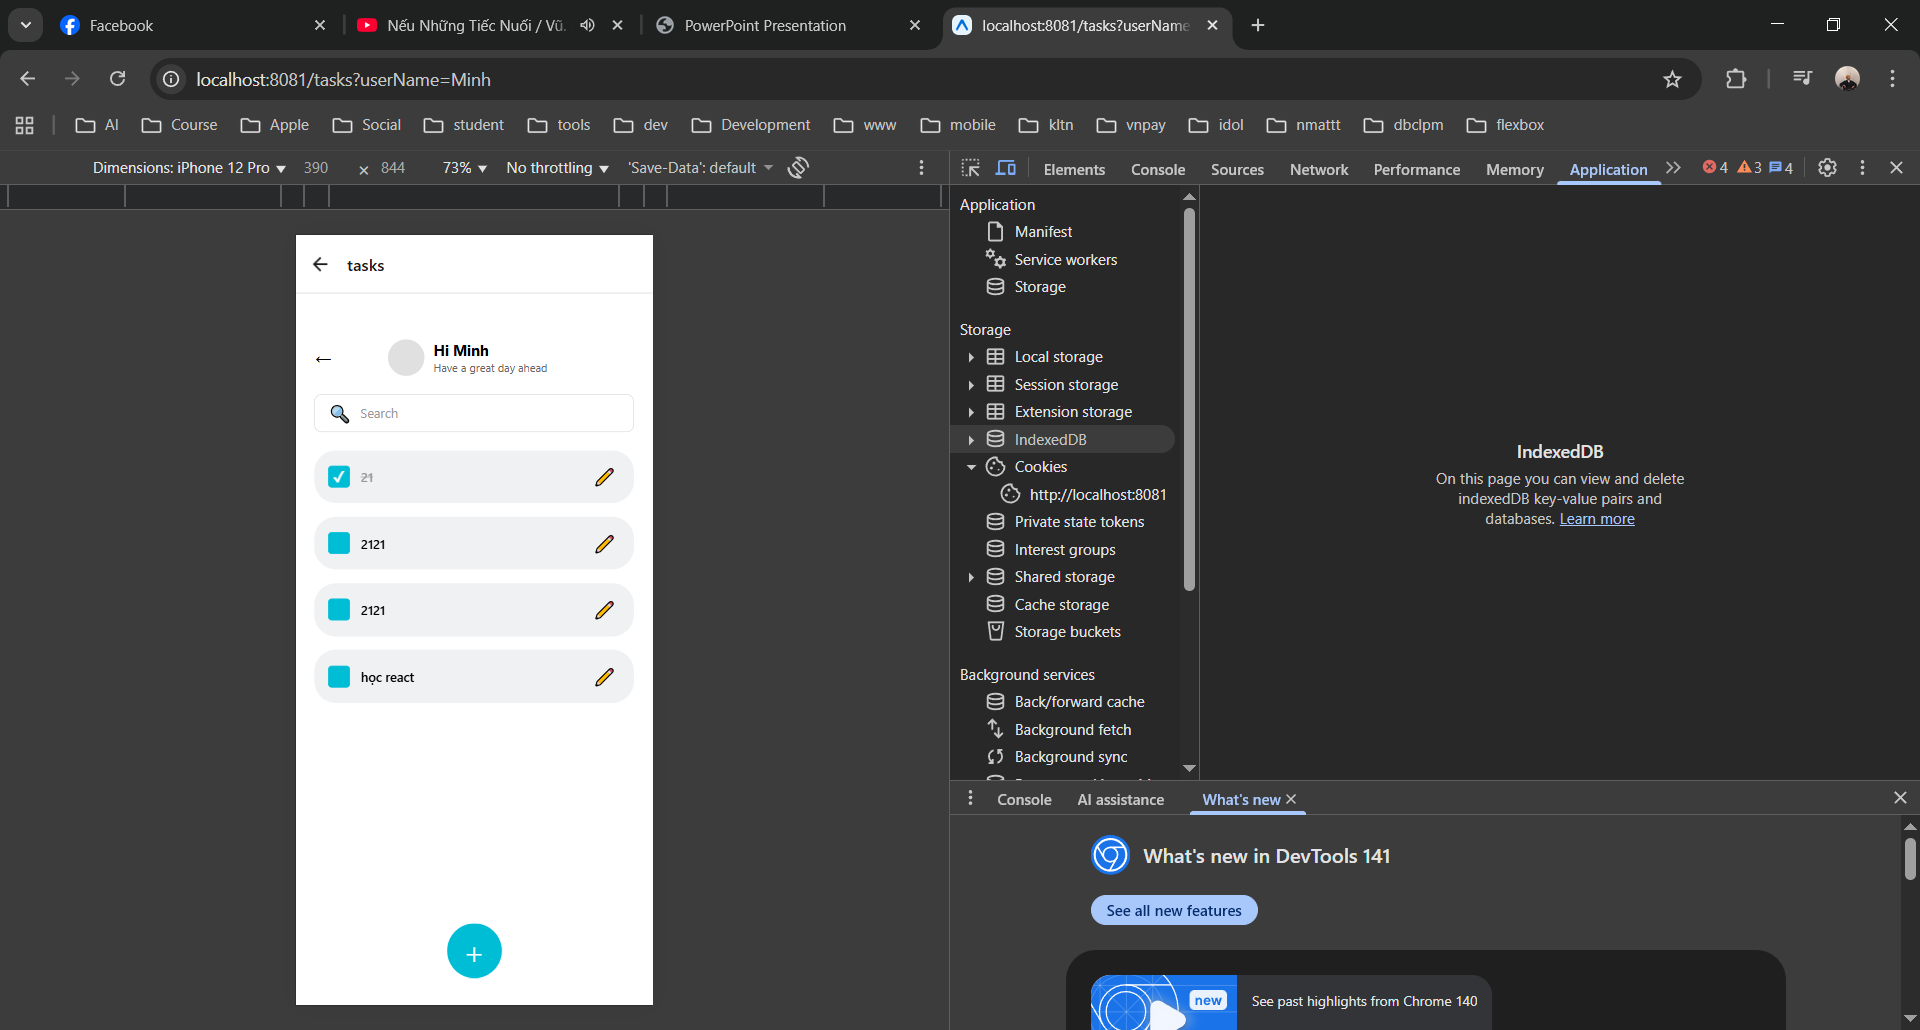 Facebook
Nếu Những Tiếc Nuối / Vũ.
PowerPoint Presentation
localhost:8081/tasks?userName
localhost:8081/tasks?userName=Minh
AI
Course
Apple
Social
student
tools
dev
Development
www
mobile
kltn
vnpay
idol
nmattt
dbclpm
flexbox
Dimensions: iPhone 12 Pro
390
×
844
73%
No throttling
'Save-Data': default
Elements
Console
Sources
Network
Performance
Memory
Application
4
3
4
tasks
Hi Minh
Have a great day ahead
Search
21
2121
2121
học react
+
Application
Manifest
Service workers
Storage
Storage
Local storage
Session storage
Extension storage
IndexedDB
Cookies
http://localhost:8081
Private state tokens
Interest groups
Shared storage
Cache storage
Storage buckets
Background services
Back/forward cache
Background fetch
Background sync
IndexedDB
On this page you can view and delete
indexedDB key-value pairs and
databases. Learn more
Console
AI assistance
What's new
What's new in DevTools 141
See all new features
new
See past highlights from Chrome 140